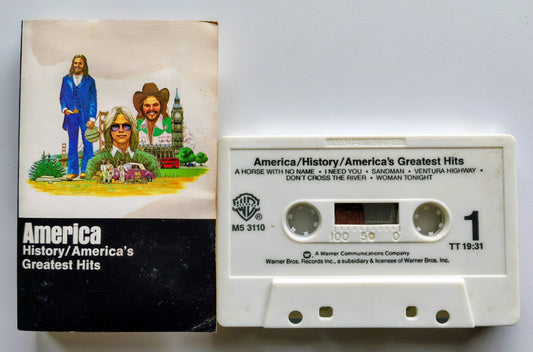 America
History/America's
Greatest Hits
America/History/America's Greatest Hits
A HORSE WITH NO NAME • I NEED YOU • SANDMAN • VENTURA HIGHWAY •
DON'T CROSS THE RIVER • WOMAN TONIGHT
M5 3110
100 50 0
1
TT 19:31
A Warner Communications Company
Warner Bros. Records Inc., a subsidiary & licensee of Warner Bros. Inc.